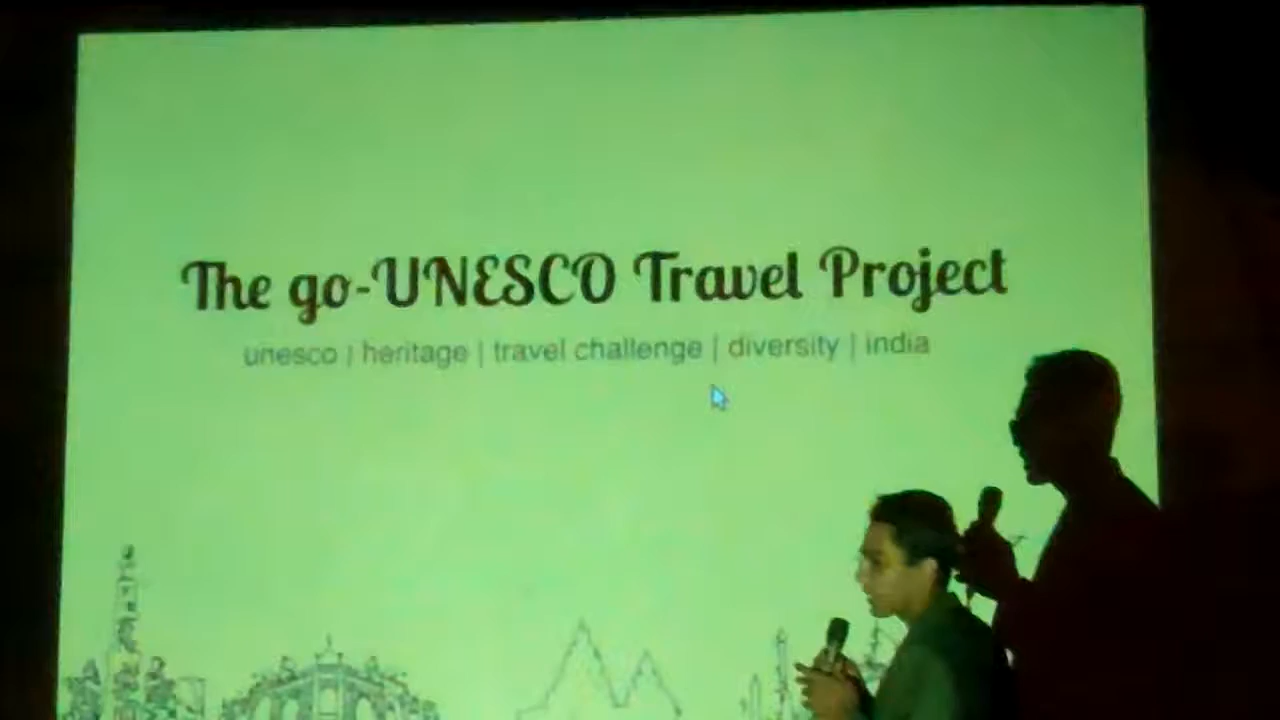 The go-UNESCO Travel Project
unesco | heritage | travel challenge | diversity | india